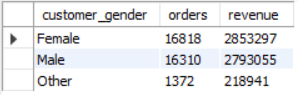 customer_gender orders revenue
Female 16818 2853297
Male 16310 2793055
Other 1372 218941